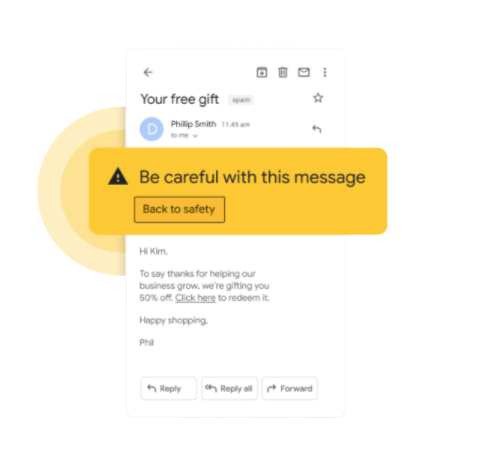 Your free gift spam
D
Phillip Smith 11:45 am
to me
Be careful with this message
Back to safety
Hi Kim,
To say thanks for helping our
business grow, we're gifting you
50% off. Click here to redeem it.
Happy shopping,
Phil
Reply Reply all Forward